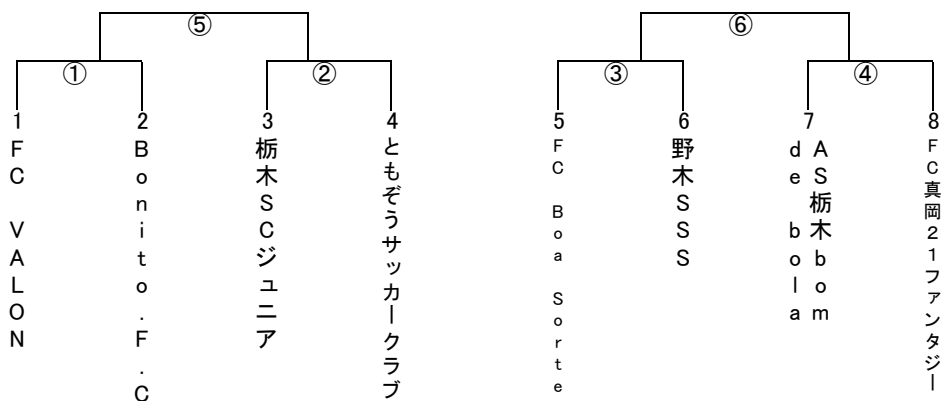 ⑤
⑥
①
②
③
④
1
2
3
4
5
6
7
8
FC VALON
Bonito.F.C
栃木SCジュニア
ともぞうサッカークラブ
FC Boa Sorte
野木SSS
AS栃木bom
de bola
FC真岡21ファンタジー